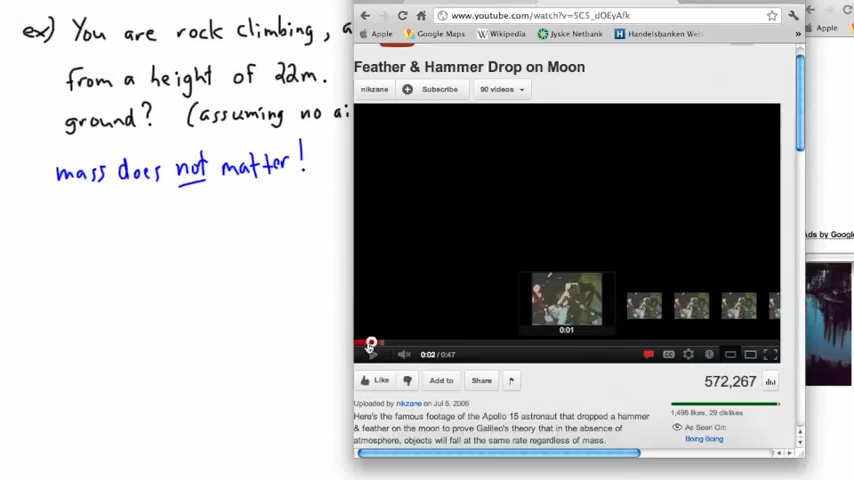 ex) You are rock climbing, a
from a height of 22m.
ground? (assuming no ai
mass does not matter!
www.youtube.com/watch?v=5C5_dOEyAfk
Apple Google Maps Wikipedia Jyske Netbank Handelsbanken Web »
Apple
Feather & Hammer Drop on Moon
nikzane Subscribe 90 videos
0:01
0:02 / 0:47
CC
Like Add to Share 572,267
Uploaded by nikzane on Jul 5, 2006
1,498 likes, 29 dislikes
Here's the famous footage of the Apollo 15 astronaut that dropped a hammer
& feather on the moon to prove Galileo's theory that in the absence of
atmosphere, objects will fall at the same rate regardless of mass.
As Seen On:
Boing Boing
Ads by Google